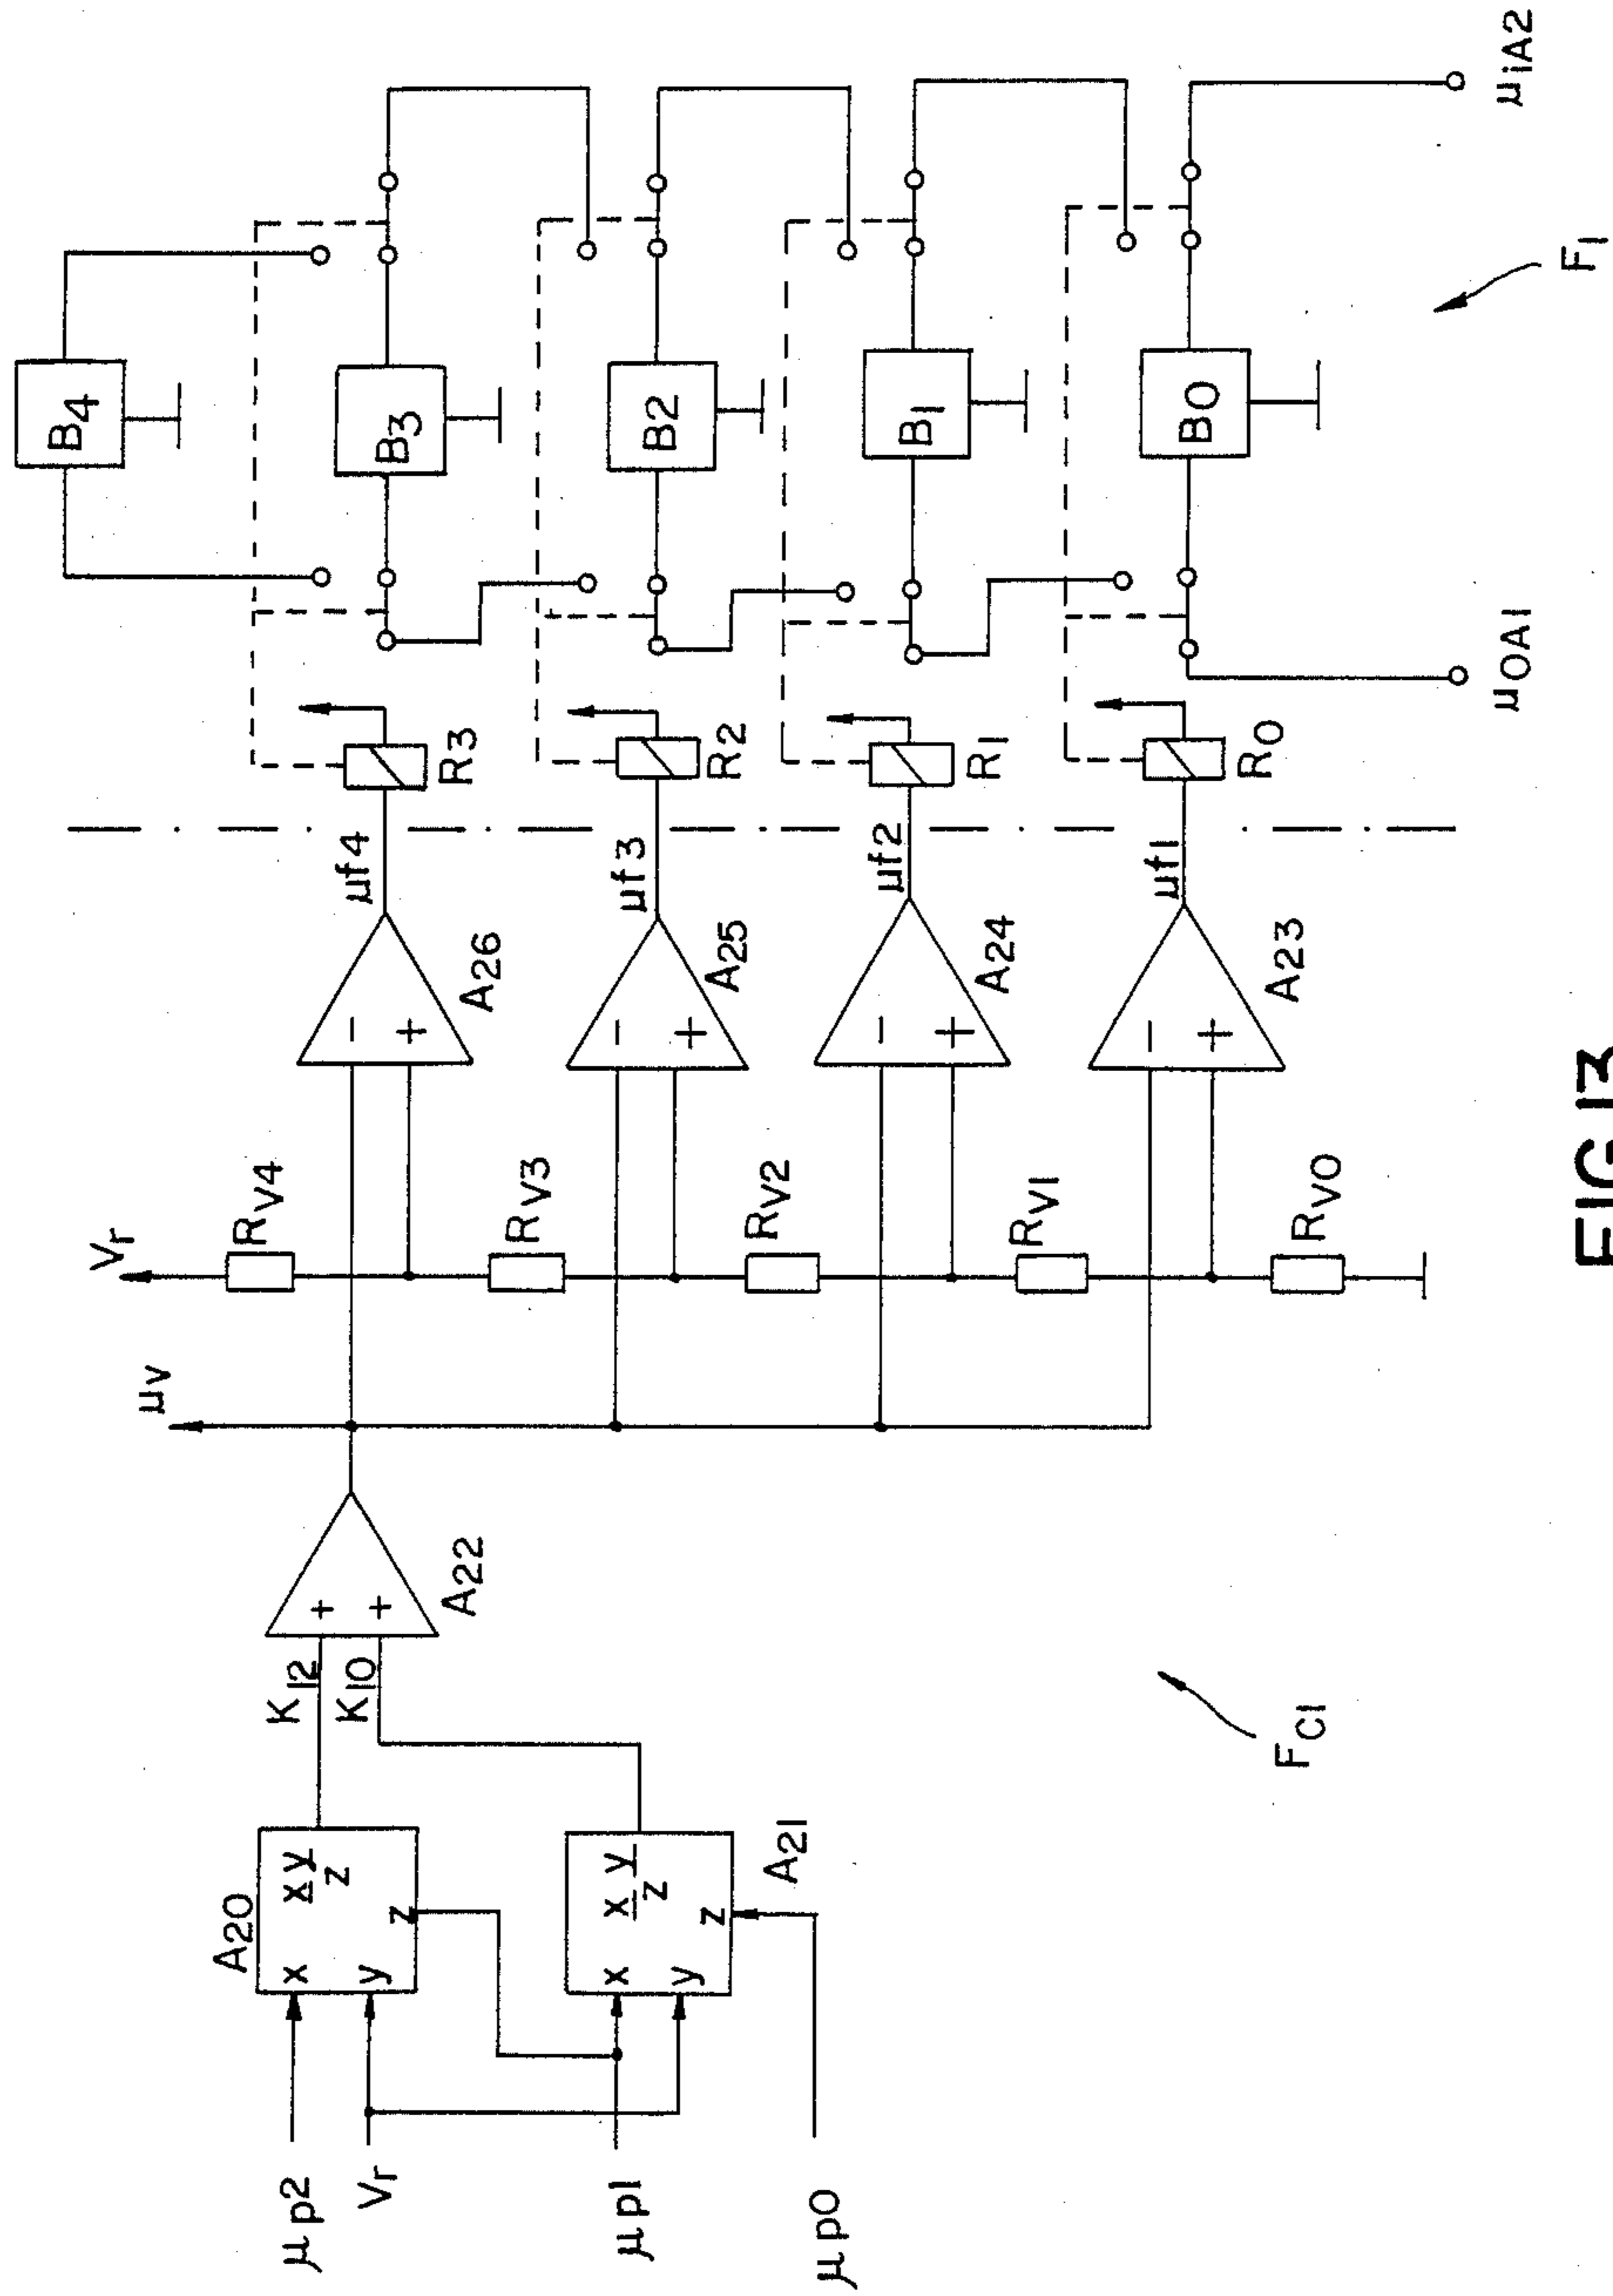 μp2
Vr
μp1
μp0
A20
x
y
z
x y
z
A21
x
y
z
x y
z
K12
K10
+
+
A22
μv
Vr
RV4
RV3
RV2
RV1
RV0
−
+
A26
−
+
A25
−
+
A24
−
+
A23
μf4
μf3
μf2
μf1
R3
R2
R1
R0
B4
B3
B2
B1
B0
μOA1
μiA2
FC1
F1
FIG.13